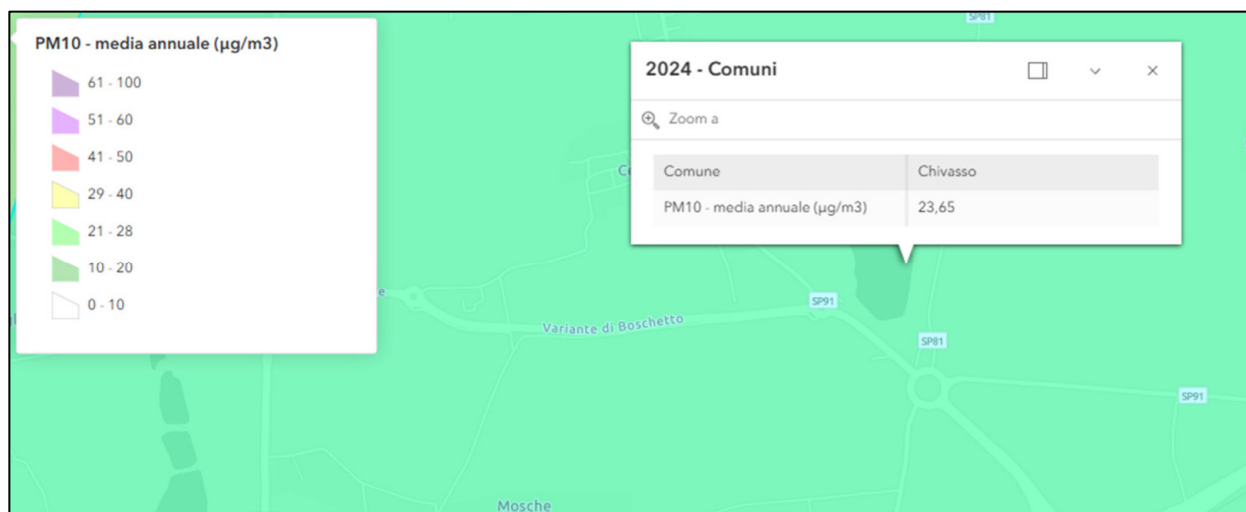 PM10 - media annuale (µg/m3)
61 - 100
51 - 60
41 - 50
29 - 40
21 - 28
10 - 20
0 - 10
SP81
2024 - Comuni
Zoom a
Comune Chivasso
PM10 - media annuale (µg/m3) 23,65
SP91
Variante di Boschetto
SP81
SP91
Mosche